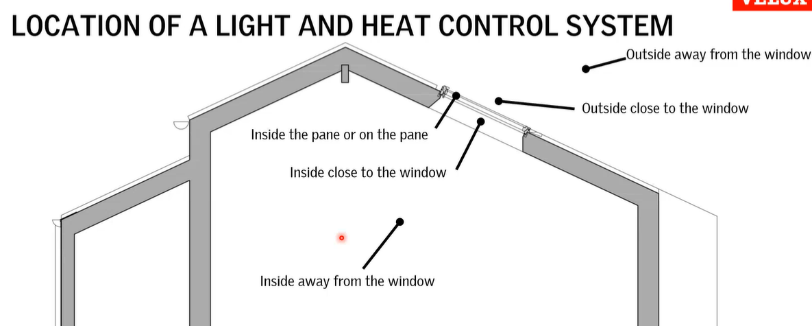 VELUX
LOCATION OF A LIGHT AND HEAT CONTROL SYSTEM
Outside away from the window
Outside close to the window
Inside the pane or on the pane
Inside close to the window
Inside away from the window